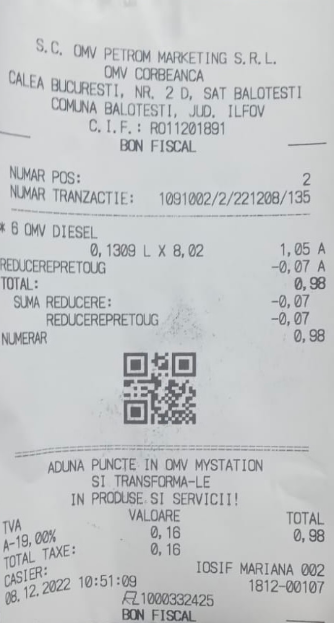 S.C. OMV PETROM MARKETING S.R.L.
OMV CORBEANCA
CALEA BUCURESTI, NR. 2 D, SAT BALOTESTI
COMUNA BALOTESTI, JUD. ILFOV
C.I.F.: RO11201891
BON FISCAL
NUMAR POS: 2
NUMAR TRANZACTIE: 1091002/2/221208/135
* 6 OMV DIESEL
0,1309 L X 8,02 1,05 A
REDUCEREPRETOUG -0,07 A
TOTAL: 0,98
SUMA REDUCERE: -0,07
REDUCEREPRETOUG -0,07
NUMERAR 0,98
ADUNA PUNCTE IN OMV MYSTATION
SI TRANSFORMA-LE
IN PRODUSE SI SERVICII!
TVA VALOARE TOTAL
A-19,00% 0,16 0,98
TOTAL TAXE: 0,16
CASIER: IOSIF MARIANA 002
08.12.2022 10:51:09 1812-00107
1000332425
BON FISCAL